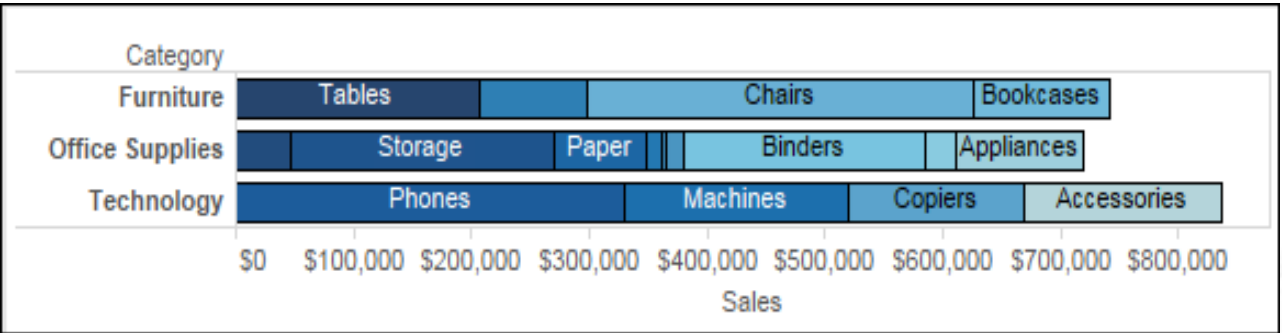 Category
Furniture Tables Chairs Bookcases
Office Supplies Storage Paper Binders Appliances
Technology Phones Machines Copiers Accessories
$0 $100,000 $200,000 $300,000 $400,000 $500,000 $600,000 $700,000 $800,000
Sales